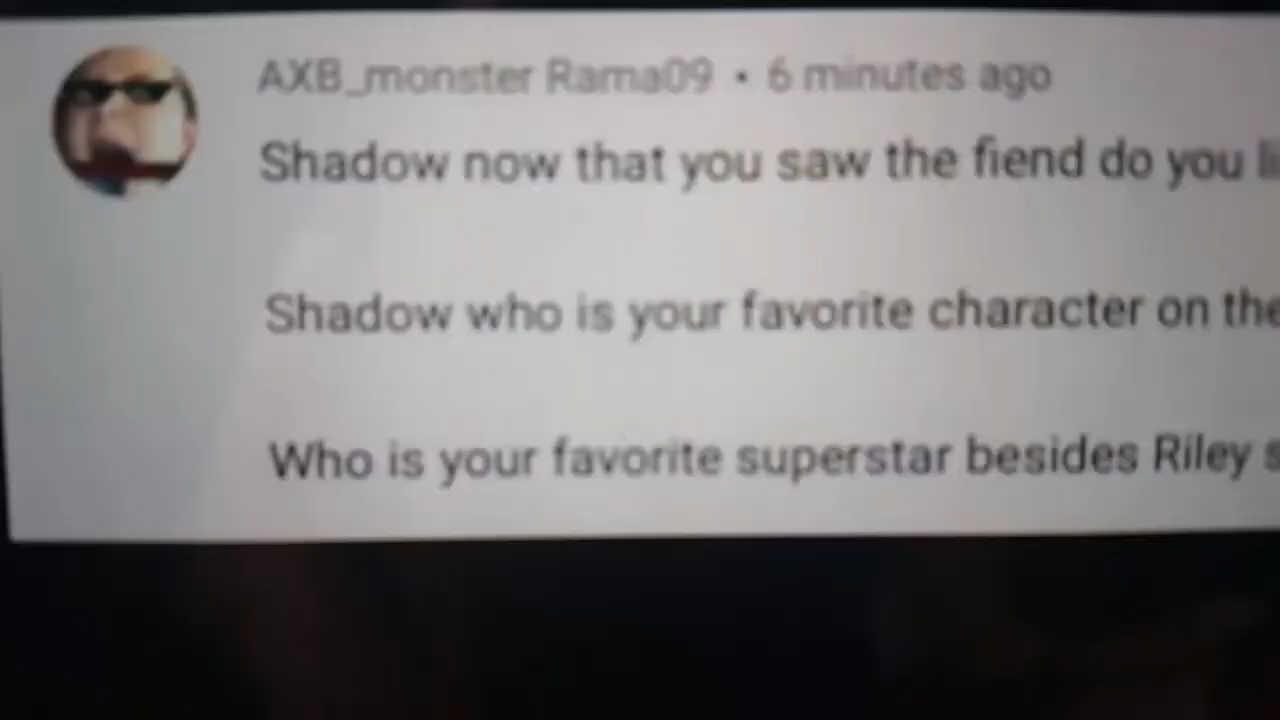 AXB_monster Rama09 • 6 minutes ago
Shadow now that you saw the fiend do you
Shadow who is your favorite character on the
Who is your favorite superstar besides Riley